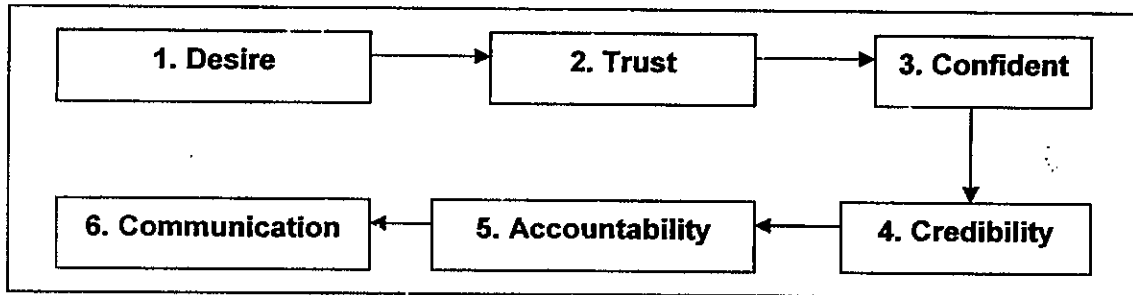 1. Desire
2. Trust
3. Confident
4. Credibility
5. Accountability
6. Communication